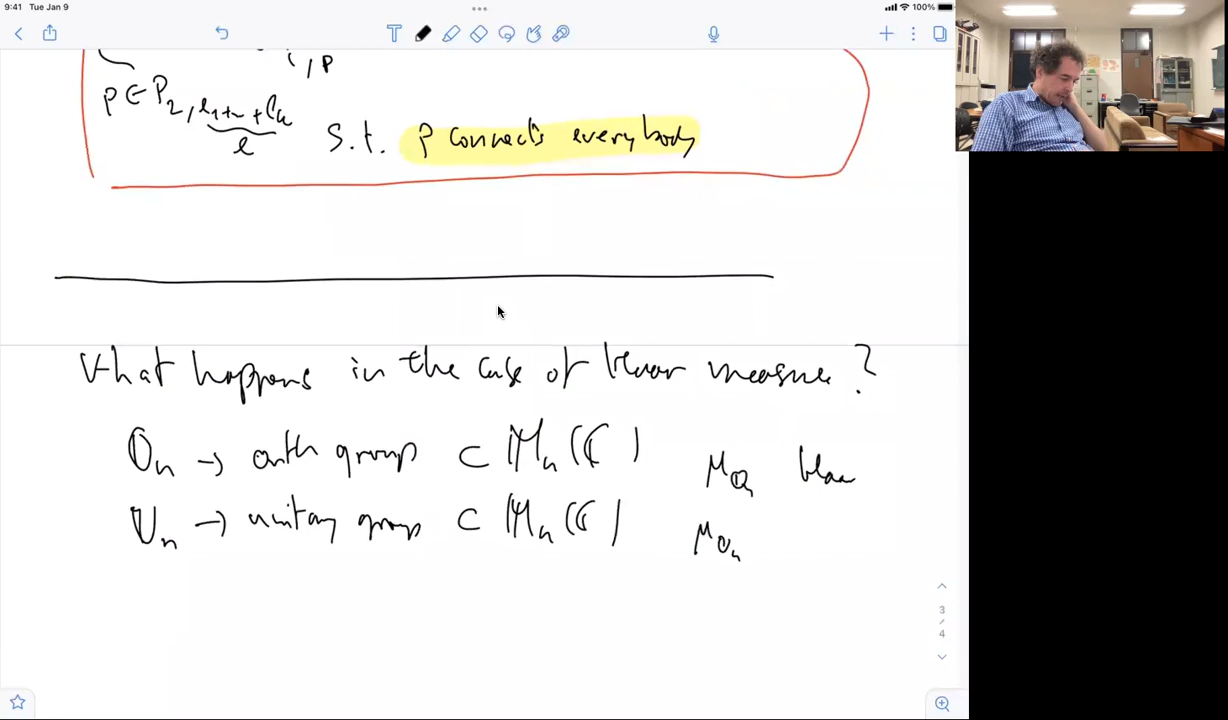 9:41 Tue Jan 9
100%
, P
p ∈ P₂, l₁+…+lₖ
l
s.t. p connects everybody
What happens in the case of Haar measure?
𝕆ₙ → orth group ⊂ 𝕄ₙ(ℂ) μ𝕆ₙ Haar
𝕌ₙ → unitary group ⊂ 𝕄ₙ(ℂ) μ𝕌ₙ
3
/
4